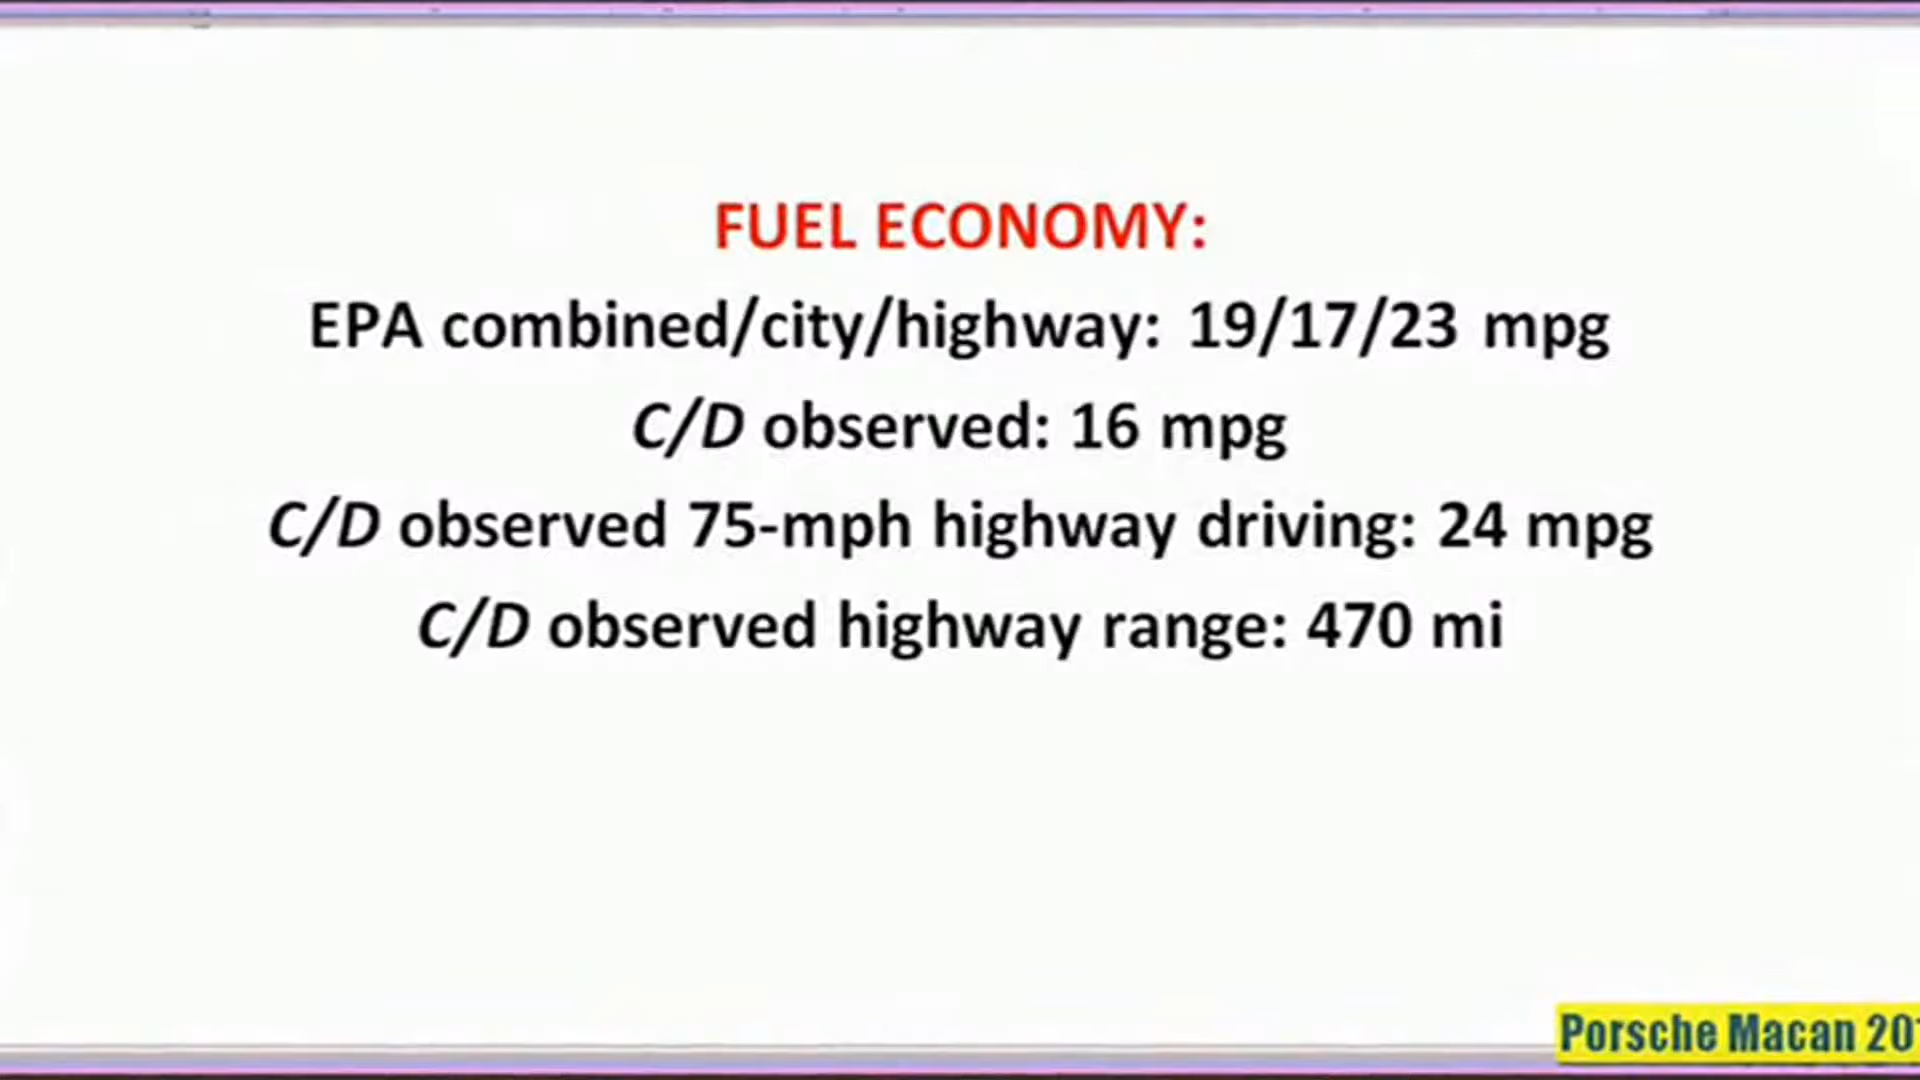 FUEL ECONOMY:
EPA combined/city/highway: 19/17/23 mpg
C/D observed: 16 mpg
C/D observed 75-mph highway driving: 24 mpg
C/D observed highway range: 470 mi
Porsche Macan